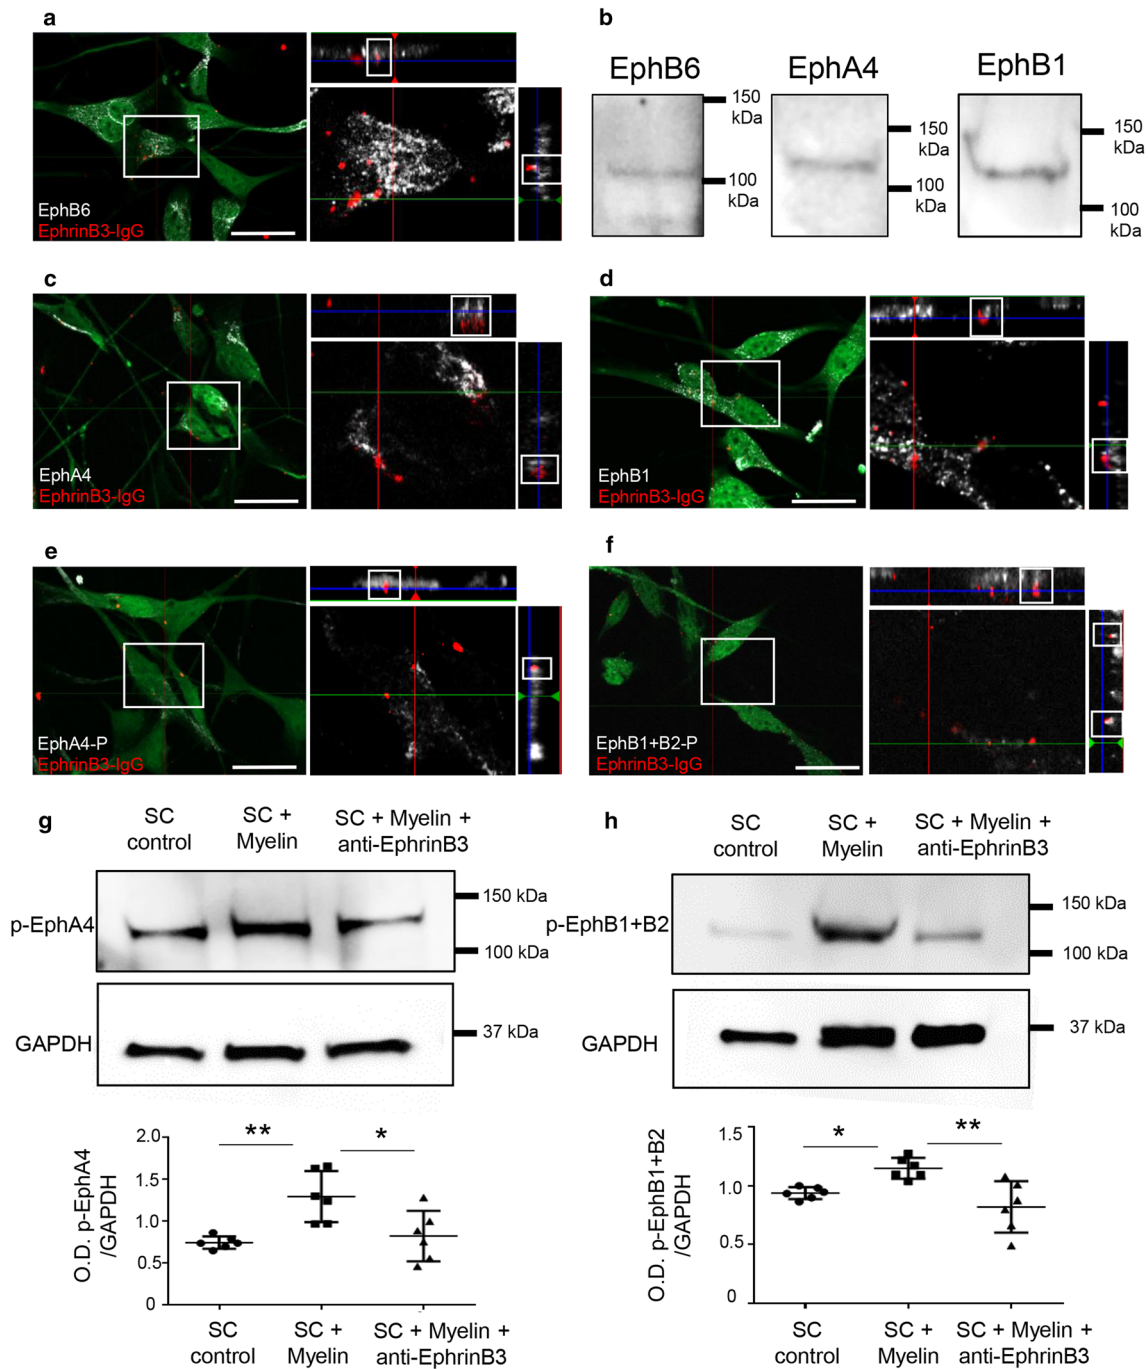 a
EphB6
EphrinB3-IgG
b
EphB6
EphA4
EphB1
150
kDa
100
kDa
150
kDa
100
kDa
150
kDa
100
kDa
c
EphA4
EphrinB3-IgG
d
EphB1
EphrinB3-IgG
e
EphA4-P
EphrinB3-IgG
f
EphB1+B2-P
EphrinB3-IgG
g
SC
control
SC +
Myelin
SC + Myelin +
anti-EphrinB3
p-EphA4
150 kDa
100 kDa
GAPDH
37 kDa
O.D. p-EphA4
/GAPDH
2.0
1.5
1.0
0.5
0
**
*
SC
control
SC +
Myelin
SC + Myelin +
anti-EphrinB3
h
SC
control
SC +
Myelin
SC + Myelin +
anti-EphrinB3
p-EphB1+B2
150 kDa
100 kDa
GAPDH
37 kDa
O.D. p-EphB1+B2
/GAPDH
1.5
1.0
0.5
0
*
**
SC
control
SC +
Myelin
SC + Myelin +
anti-EphrinB3